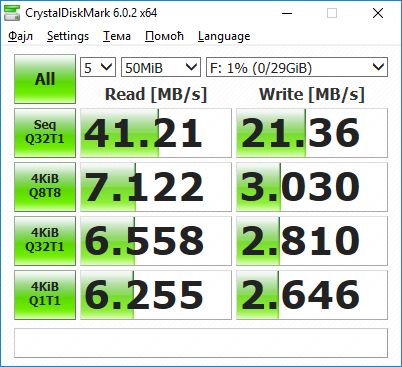 CrystalDiskMark 6.0.2 x64
Фајл Settings Тема Помоћ Language
All 5 50MiB F: 1% (0/29GiB)
Read [MB/s] Write [MB/s]
Seq
Q32T1 41.21 21.36
4KiB
Q8T8 7.122 3.030
4KiB
Q32T1 6.558 2.810
4KiB
Q1T1 6.255 2.646